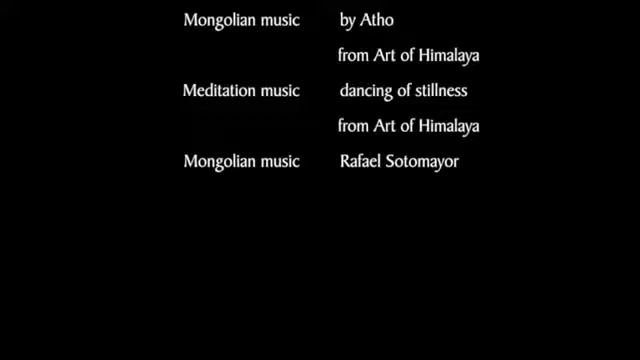 Mongolian music by Atho
from Art of Himalaya
Meditation music dancing of stillness
from Art of Himalaya
Mongolian music Rafael Sotomayor